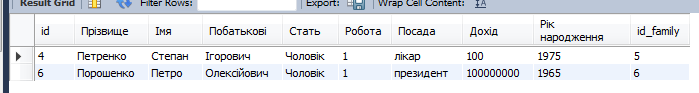 Result Grid Filter Rows: Export: Wrap Cell Content: IA
id Прізвище Імя Побатькові Стать Робота Посада Дохід Рік народження id_family
4 Петренко Степан Ігорович Чоловік 1 лікар 100 1975 5
6 Порошенко Петро Олексійович Чоловік 1 президент 100000000 1965 6